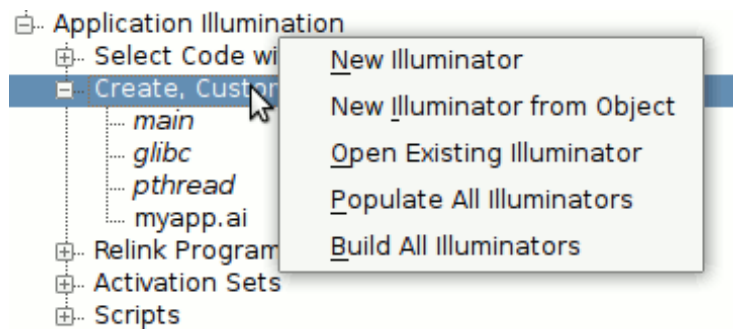 Application Illumination
Select Code wi
New Illuminator
Create, Custom
New Illuminator from Object
main
glibc
Open Existing Illuminator
pthread
Populate All Illuminators
myapp.ai
Relink Program
Build All Illuminators
Activation Sets
Scripts